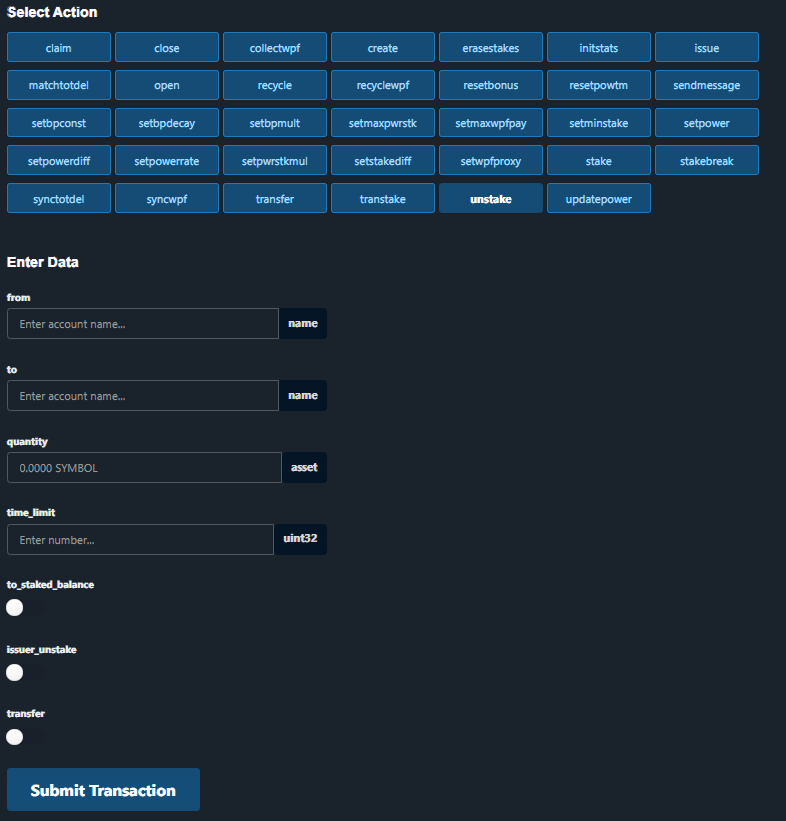 Select Action
claim close collectwpf create erasestakes initstats issue
matchtotdel open recycle recyclewpf resetbonus resetpowtm sendmessage
setbpconst setbpdecay setbpmult setmaxpwrstk setmaxwpfpay setminstake setpower
setpowerdiff setpowerrate setpwrstkmul setstakediff setwpfproxy stake stakebreak
synctotdel syncwpf transfer transtake unstake updatepower
Enter Data
from
Enter account name... name
to
Enter account name... name
quantity
0.0000 SYMBOL asset
time_limit
Enter number... uint32
to_staked_balance
issuer_unstake
transfer
Submit Transaction